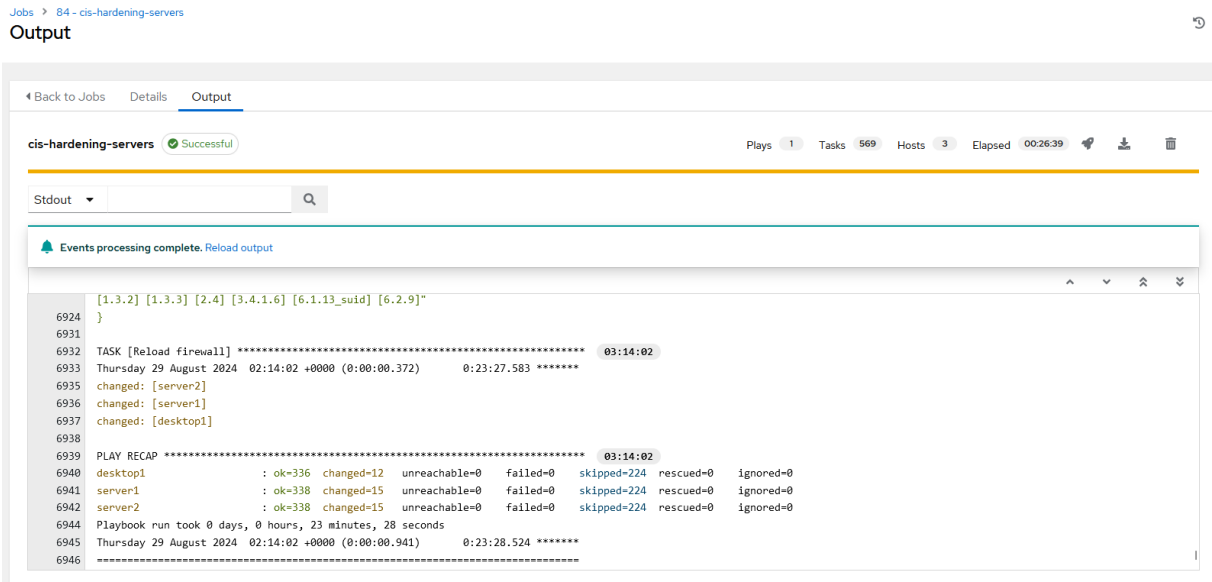 Jobs > 84 - cis-hardening-servers
Output
Back to Jobs Details Output
cis-hardening-servers Successful Plays 1 Tasks 569 Hosts 3 Elapsed 00:26:39
Stdout
Events processing complete. Reload output
[1.3.2] [1.3.3] [2.4] [3.4.1.6] [6.1.13_suid] [6.2.9]"
6924 }
6931
6932 TASK [Reload firewall] ********************************************************* 03:14:02
6933 Thursday 29 August 2024  02:14:02 +0000 (0:00:00.372)       0:23:27.583 *******
6935 changed: [server2]
6936 changed: [server1]
6937 changed: [desktop1]
6938
6939 PLAY RECAP ********************************************************************* 03:14:02
6940 desktop1                   : ok=336  changed=12   unreachable=0    failed=0    skipped=224  rescued=0    ignored=0
6941 server1                    : ok=338  changed=15   unreachable=0    failed=0    skipped=224  rescued=0    ignored=0
6942 server2                    : ok=338  changed=15   unreachable=0    failed=0    skipped=224  rescued=0    ignored=0
6944 Playbook run took 0 days, 0 hours, 23 minutes, 28 seconds
6945 Thursday 29 August 2024  02:14:02 +0000 (0:00:00.941)       0:23:28.524 *******
6946 ===============================================================================